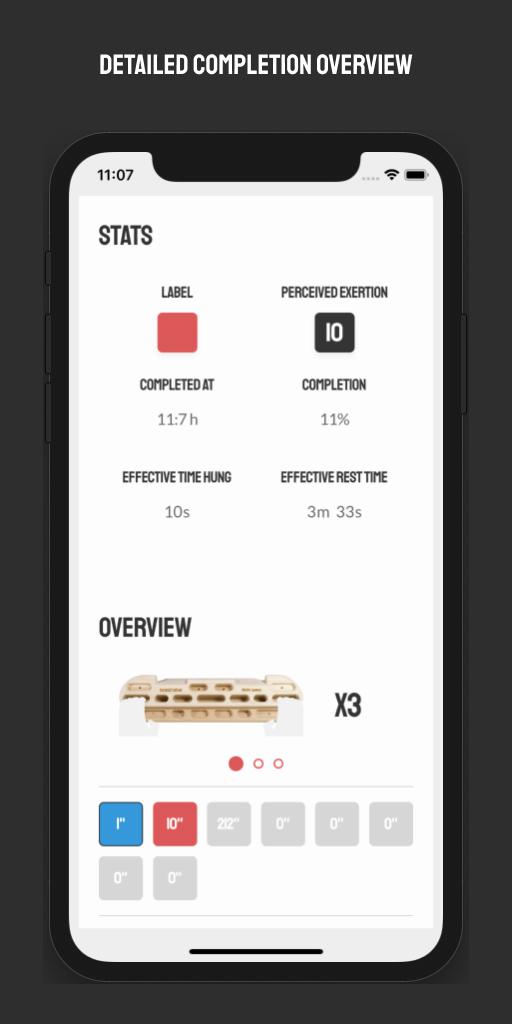 DETAILED COMPLETION OVERVIEW
11:07
STATS
LABEL
PERCEIVED EXERTION
10
COMPLETED AT
COMPLETION
11:7 h
11%
EFFECTIVE TIME HUNG
EFFECTIVE REST TIME
10s
3m 33s
OVERVIEW
X3
1" 10" 212" 0" 0" 0"
0" 0"